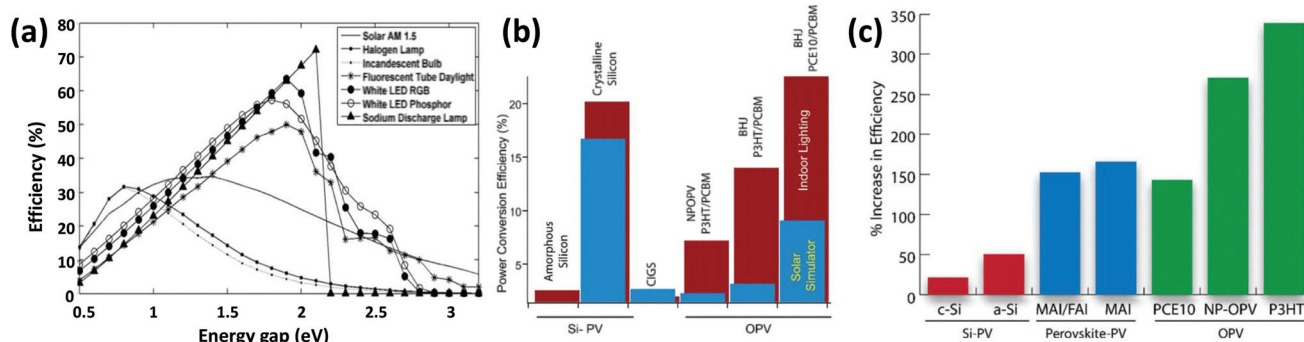 (a)
Efficiency (%)
80
70
60
50
40
30
20
10
0
Solar AM 1.5
Halogen Lamp
Incandescent Bulb
Fluorescent Tube Daylight
White LED RGB
White LED Phosphor
Sodium Discharge Lamp
0.5
1
1.5
2
2.5
3
Energy gap (eV)
(b)
Power Conversion Efficiency (%)
20
15
10
5
Amorphous
Silicon
Crystalline
Silicon
CIGS
NPOPV
P3HT/PCBM
BHJ
P3HT/PCBM
BHJ
PCE10/PCBM
Indoor Lighting
Solar
Simulator
Si- PV
OPV
(c)
% Increase in Efficiency
350
300
250
200
150
100
50
0
c-Si
a-Si
MAI/FAI
MAI
PCE10
NP-OPV
P3HT
Si-PV
Perovskite-PV
OPV